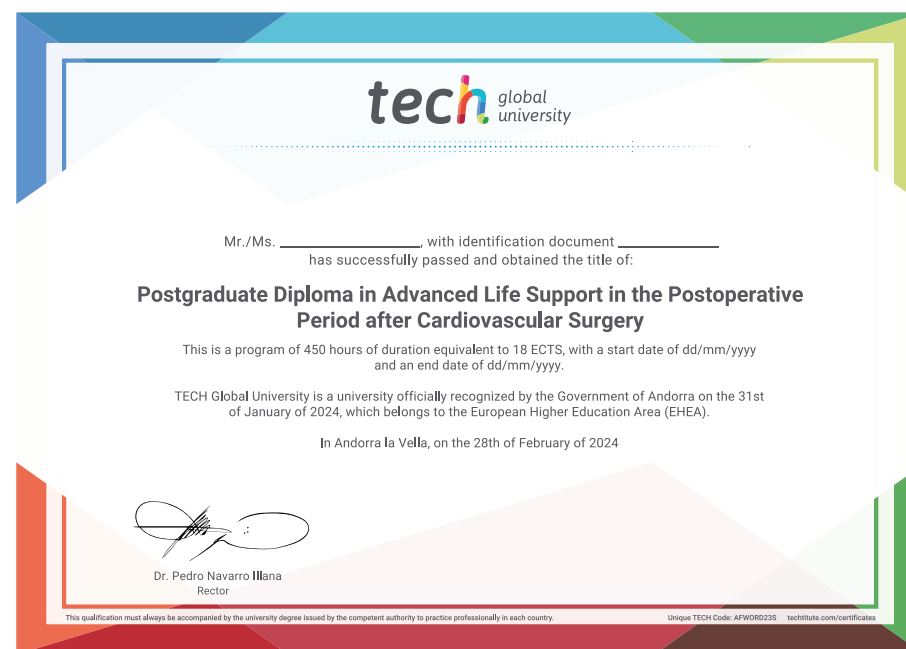 tech global
university
Mr./Ms. ____________, with identification document ____________
has successfully passed and obtained the title of:
Postgraduate Diploma in Advanced Life Support in the Postoperative
Period after Cardiovascular Surgery
This is a program of 450 hours of duration equivalent to 18 ECTS, with a start date of dd/mm/yyyy
and an end date of dd/mm/yyyy.
TECH Global University is a university officially recognized by the Government of Andorra on the 31st
of January of 2024, which belongs to the European Higher Education Area (EHEA).
In Andorra la Vella, on the 28th of February of 2024
Dr. Pedro Navarro Illana
Rector
This qualification must always be accompanied by the university degree issued by the competent authority to practice professionally in each country. Unique TECH Code: AFWORD23S techtitute.com/certificates